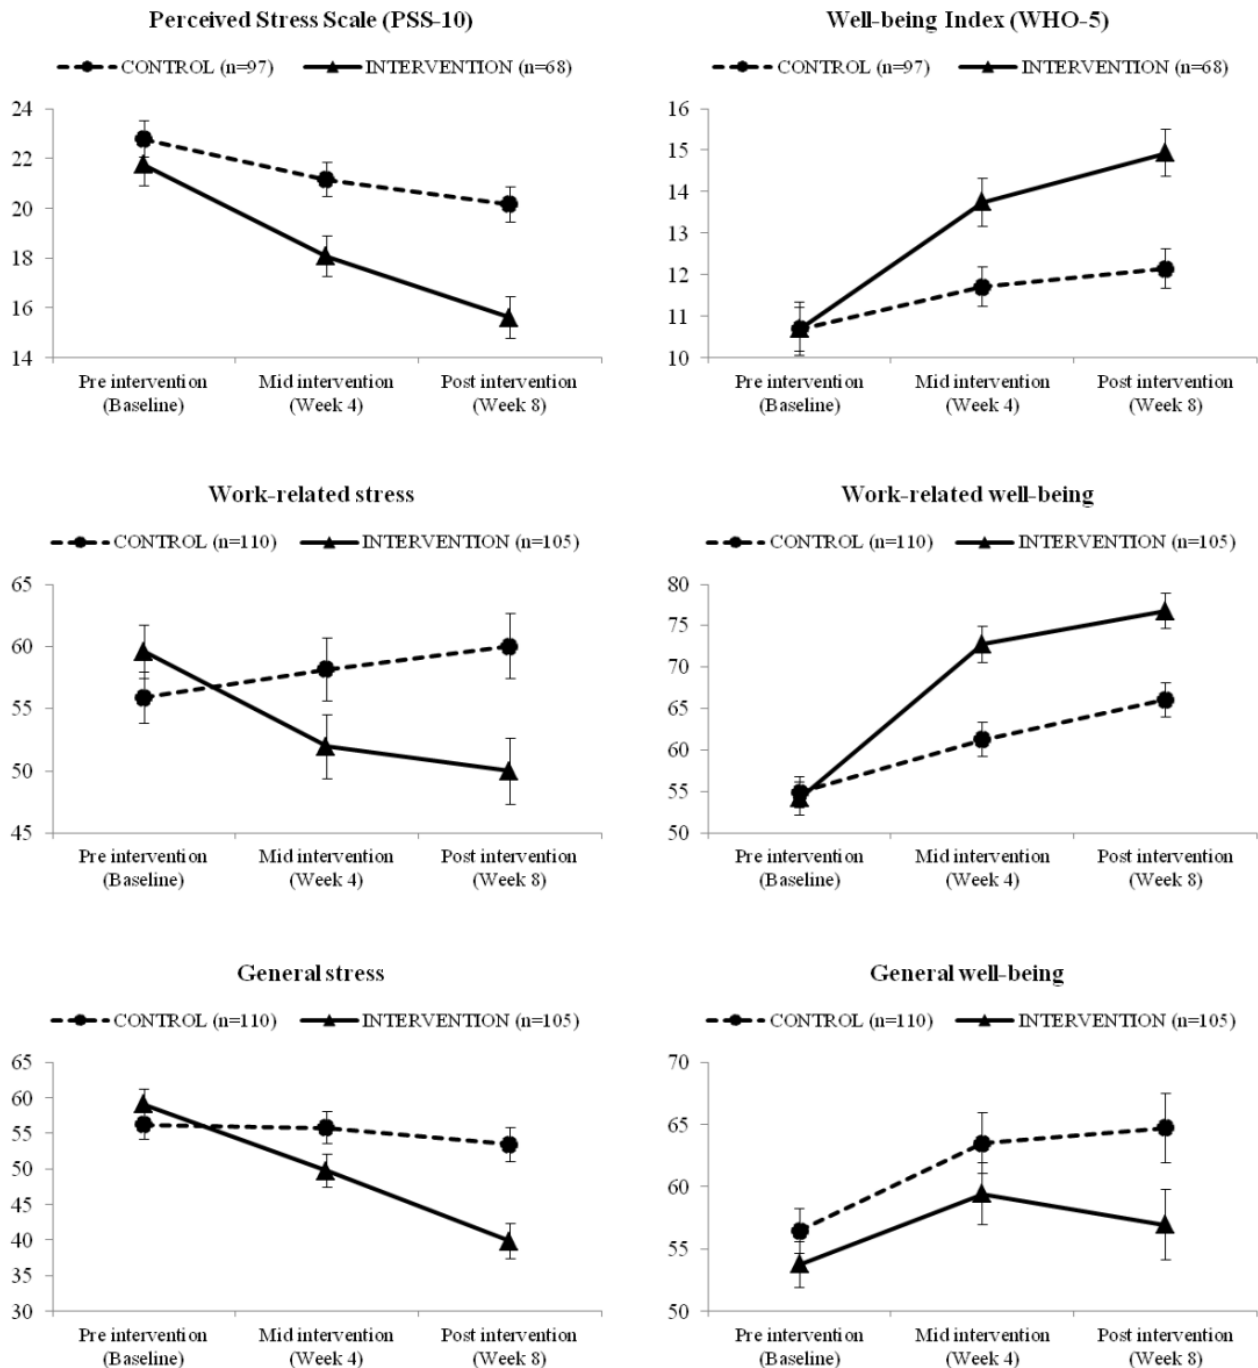 Perceived Stress Scale (PSS-10)
CONTROL (n=97) INTERVENTION (n=68)
24
22
20
18
16
14
Pre intervention (Baseline)
Mid intervention (Week 4)
Post intervention (Week 8)
Well-being Index (WHO-5)
CONTROL (n=97) INTERVENTION (n=68)
16
15
14
13
12
11
10
Pre intervention (Baseline)
Mid intervention (Week 4)
Post intervention (Week 8)
Work-related stress
CONTROL (n=110) INTERVENTION (n=105)
65
60
55
50
45
Pre intervention (Baseline)
Mid intervention (Week 4)
Post intervention (Week 8)
Work-related well-being
CONTROL (n=110) INTERVENTION (n=105)
80
75
70
65
60
55
50
Pre intervention (Baseline)
Mid intervention (Week 4)
Post intervention (Week 8)
General stress
CONTROL (n=110) INTERVENTION (n=105)
65
60
55
50
45
40
35
30
Pre intervention (Baseline)
Mid intervention (Week 4)
Post intervention (Week 8)
General well-being
CONTROL (n=110) INTERVENTION (n=105)
70
65
60
55
50
Pre intervention (Baseline)
Mid intervention (Week 4)
Post intervention (Week 8)